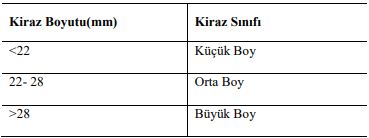 Kiraz Boyutu(mm) Kiraz Sınıfı
<22 Küçük Boy
22- 28 Orta Boy
>28 Büyük Boy